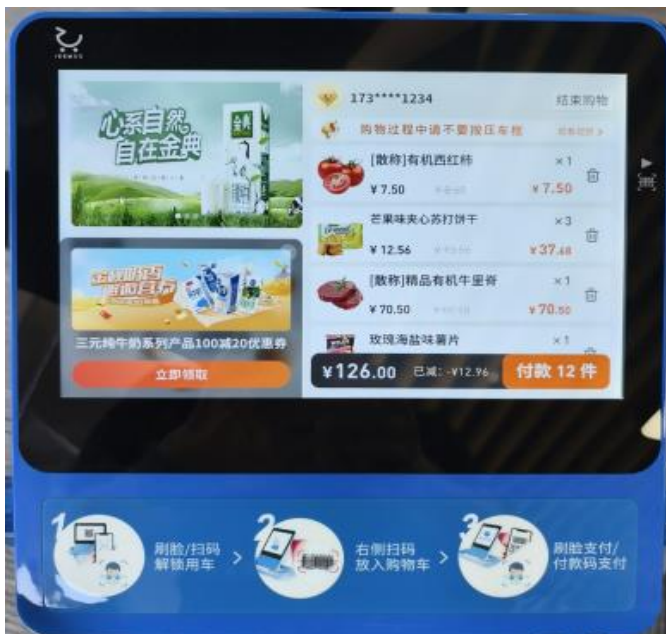 心系自然
自在金典
金典
三元纯牛奶系列产品100减20优惠券
立即领取
173****1234
结束购物
购物过程中请不要按压车框
[散称]有机西红柿
×1
¥7.50
¥7.50
芒果味夹心苏打饼干
×3
¥12.56
¥37.68
[散称]精品有机牛里脊
×1
¥70.50
¥70.50
玫瑰海盐味薯片
×1
¥126.00
已减：-¥12.96
付款 12 件
1
刷脸/扫码
解锁用车
>
2
右侧扫码
放入购物车
>
3
刷脸支付/
付款码支付